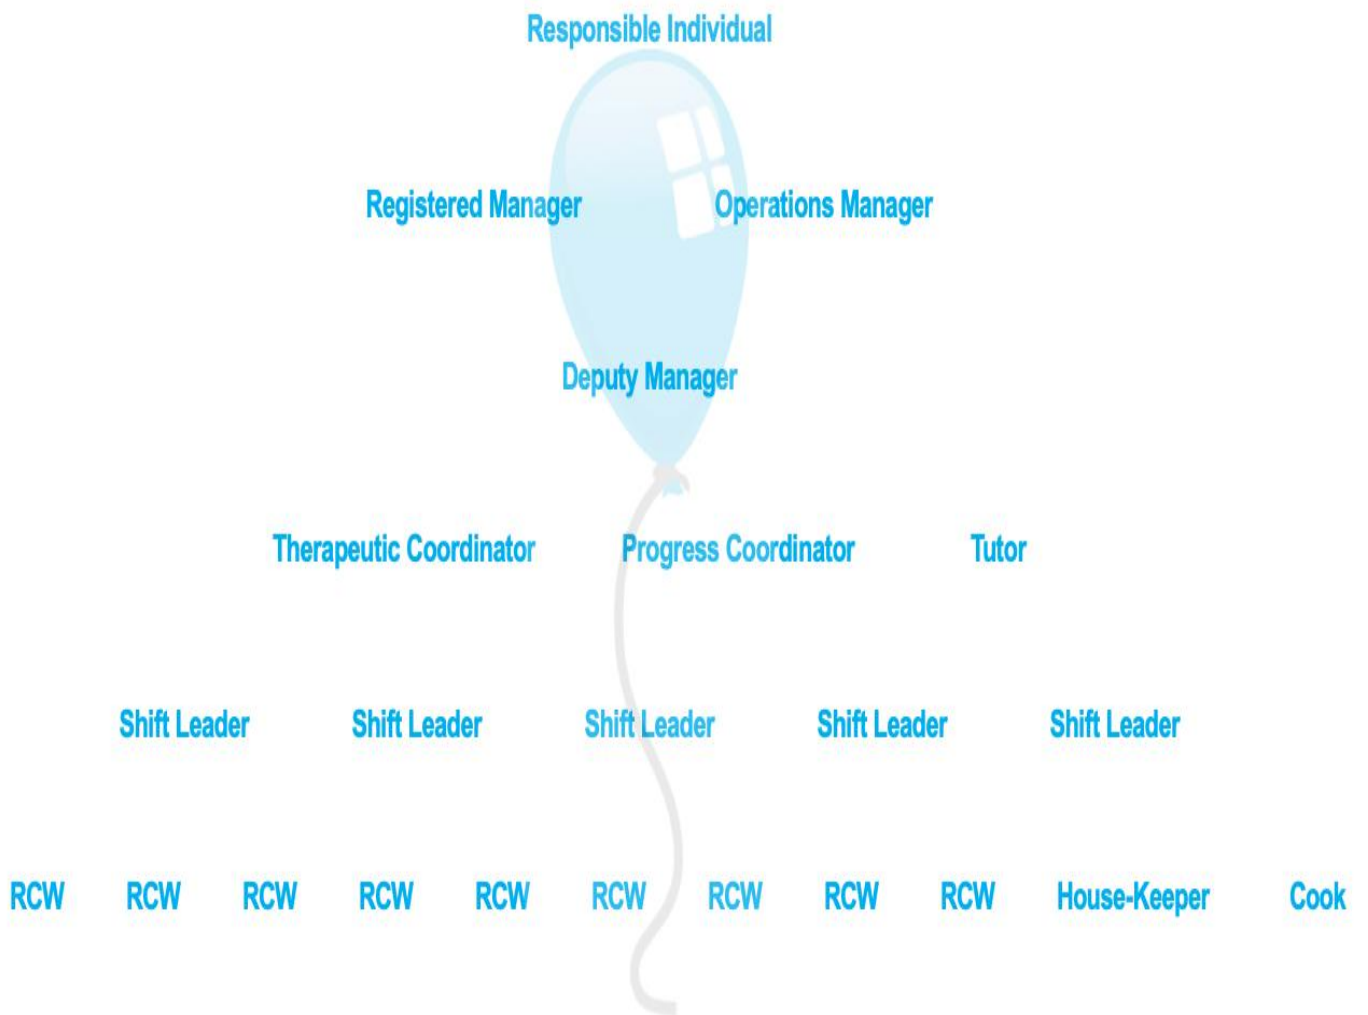 Responsible Individual
Registered Manager Operations Manager
Deputy Manager
Therapeutic Coordinator Progress Coordinator Tutor
Shift Leader Shift Leader Shift Leader Shift Leader Shift Leader
RCW RCW RCW RCW RCW RCW RCW RCW RCW House-Keeper Cook